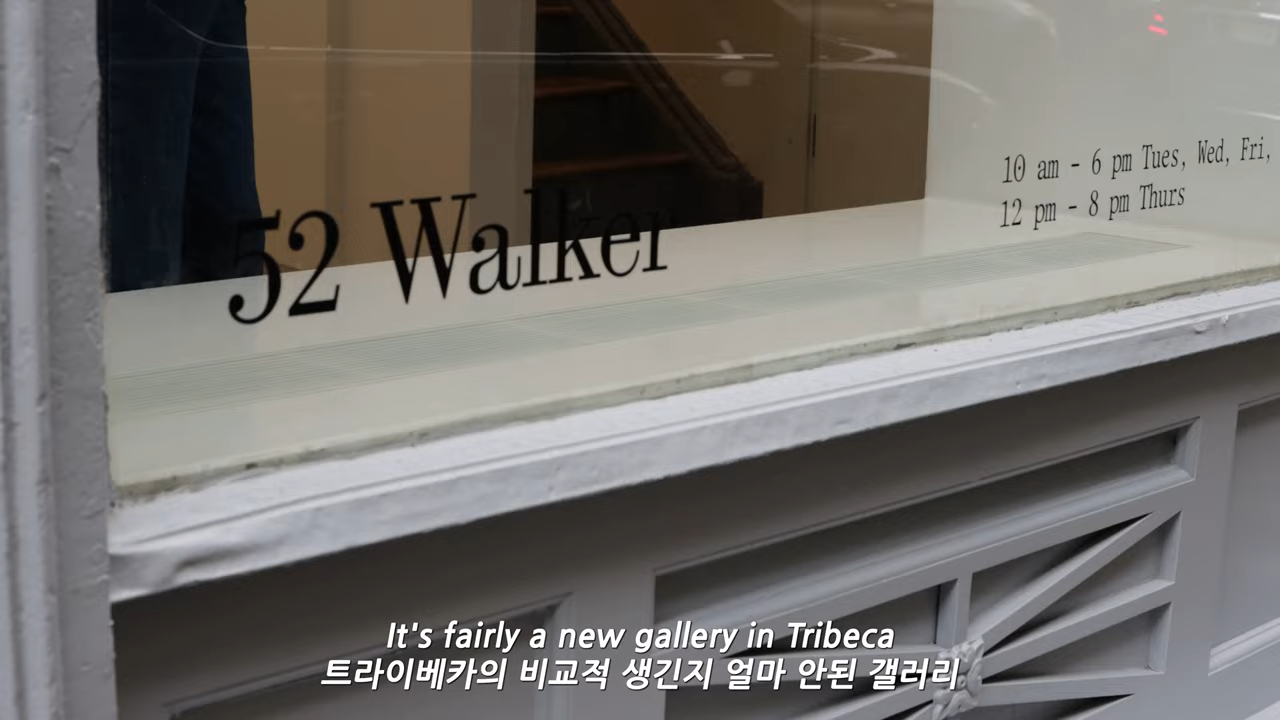 52 Walker
10 am - 6 pm Tues, Wed, Fri,
12 pm - 8 pm Thurs
It's fairly a new gallery in Tribeca
트라이베카의 비교적 생긴지 얼마 안된 갤러리